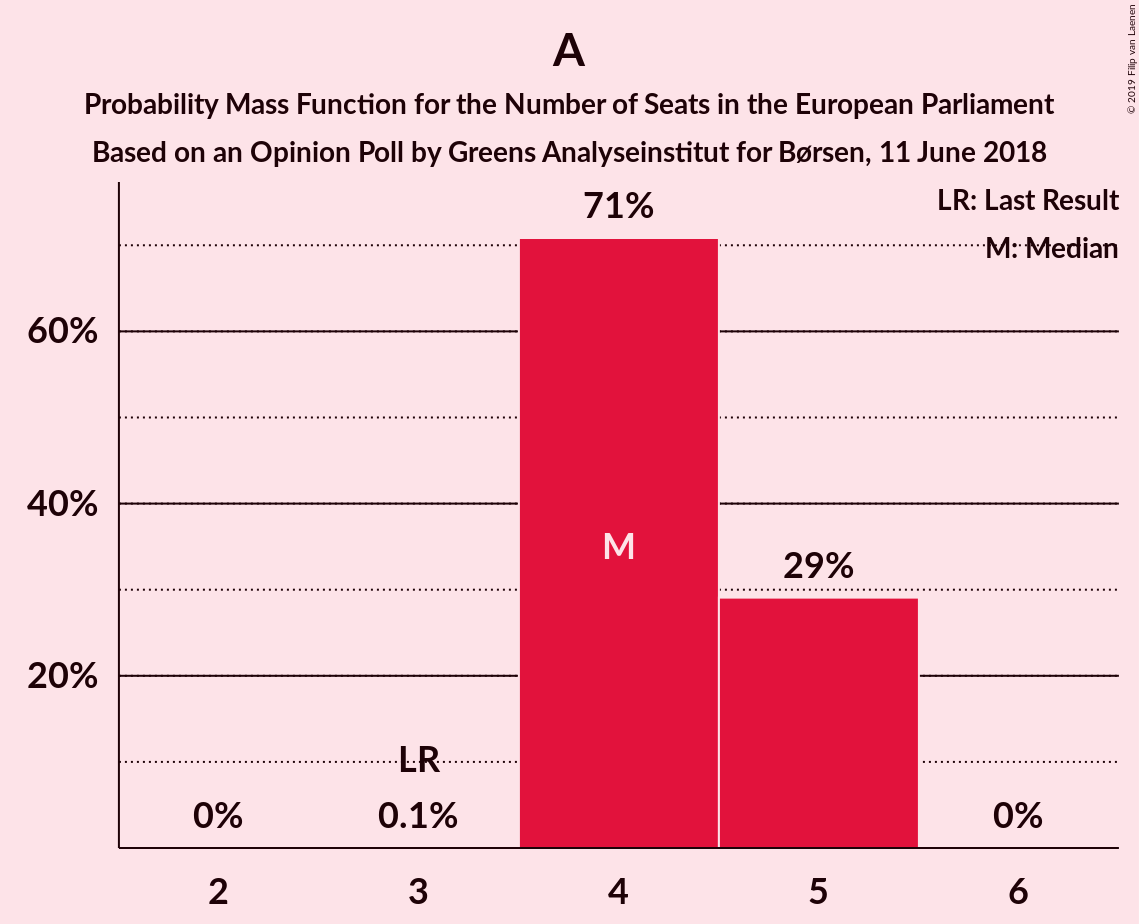 A
Probability Mass Function for the Number of Seats in the European Parliament
Based on an Opinion Poll by Greens Analyseinstitut for Børsen, 11 June 2018
© 2019 Filip van Laenen
LR: Last Result
M: Median
71%
60%
40%
M
29%
20%
LR
0%
0.1%
0%
2
3
4
5
6